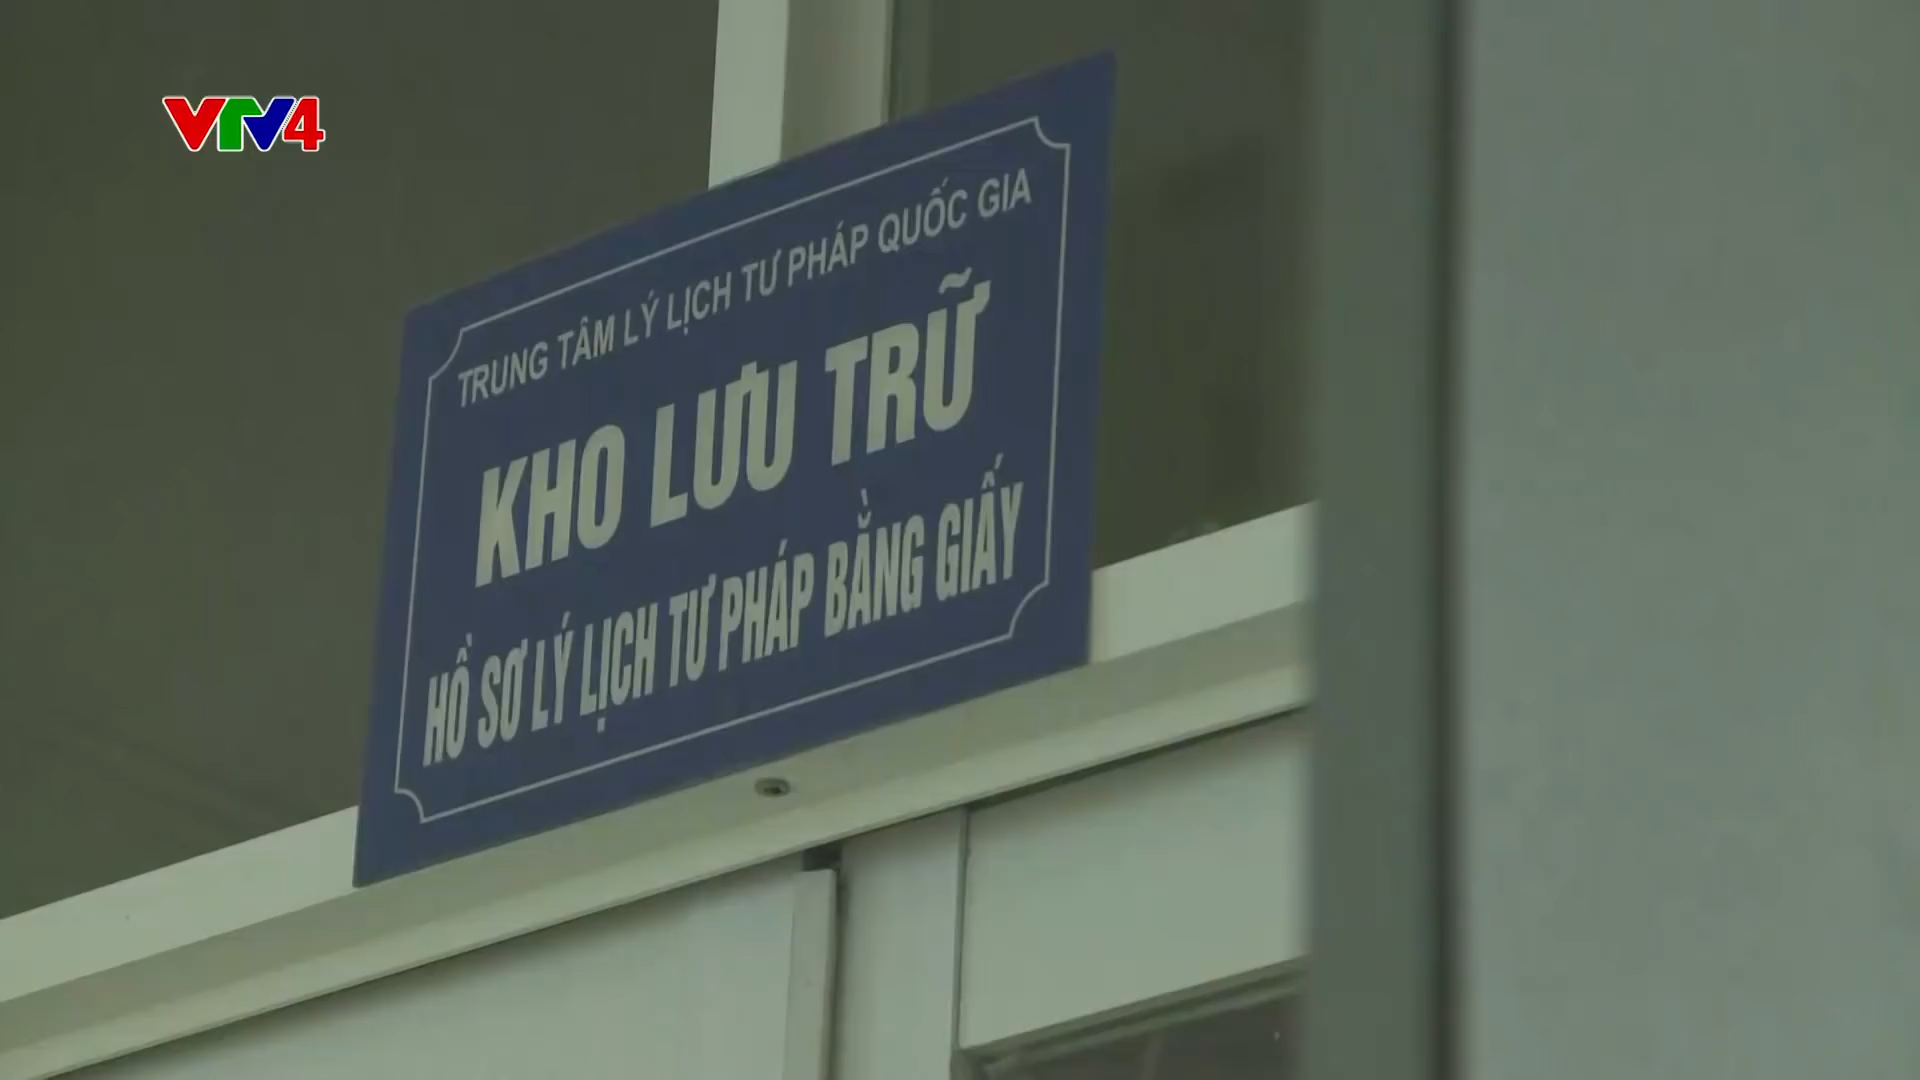 VTV4
TRUNG TÂM LÝ LỊCH TƯ PHÁP QUỐC GIA
KHO LƯU TRỮ
HỒ SƠ LÝ LỊCH TƯ PHÁP BẰNG GIẤY